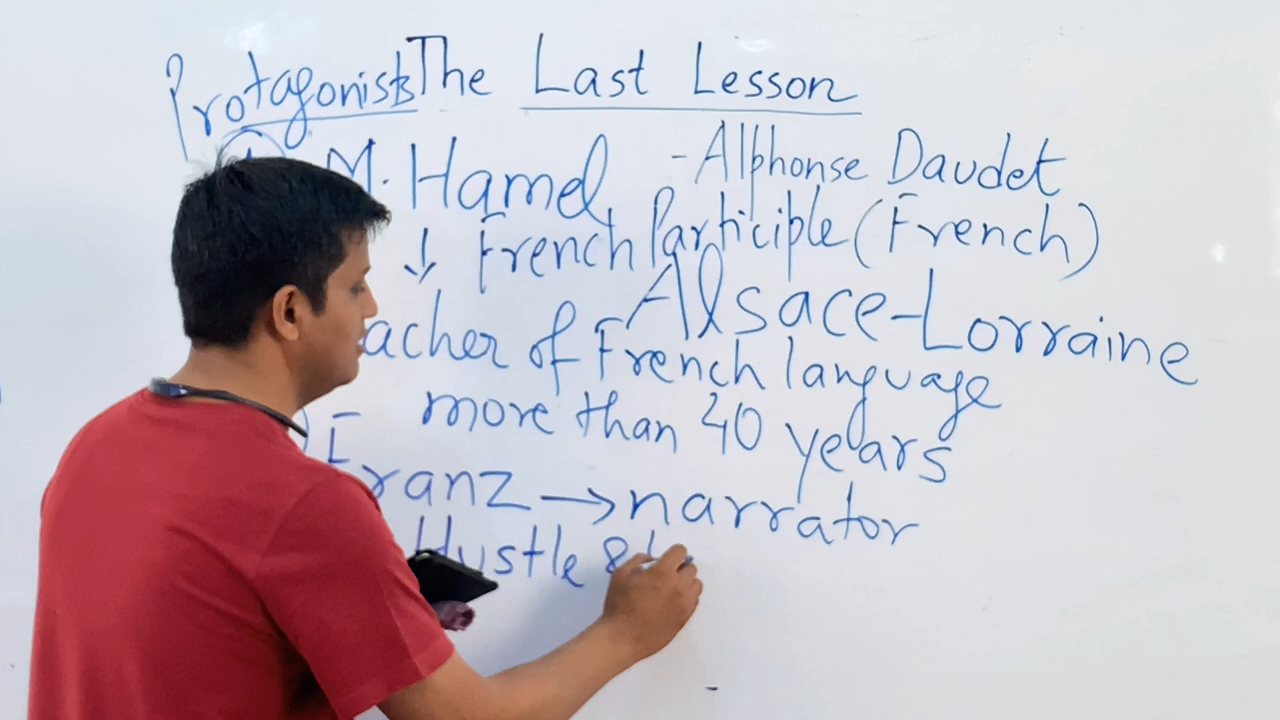 Protagonists The Last Lesson
M. Hamel - Alphonse Daudet
↓ French Participle (French)
Alsace-Lorraine
acher of French language
more than 40 years
Franz → narrator
Hustle &